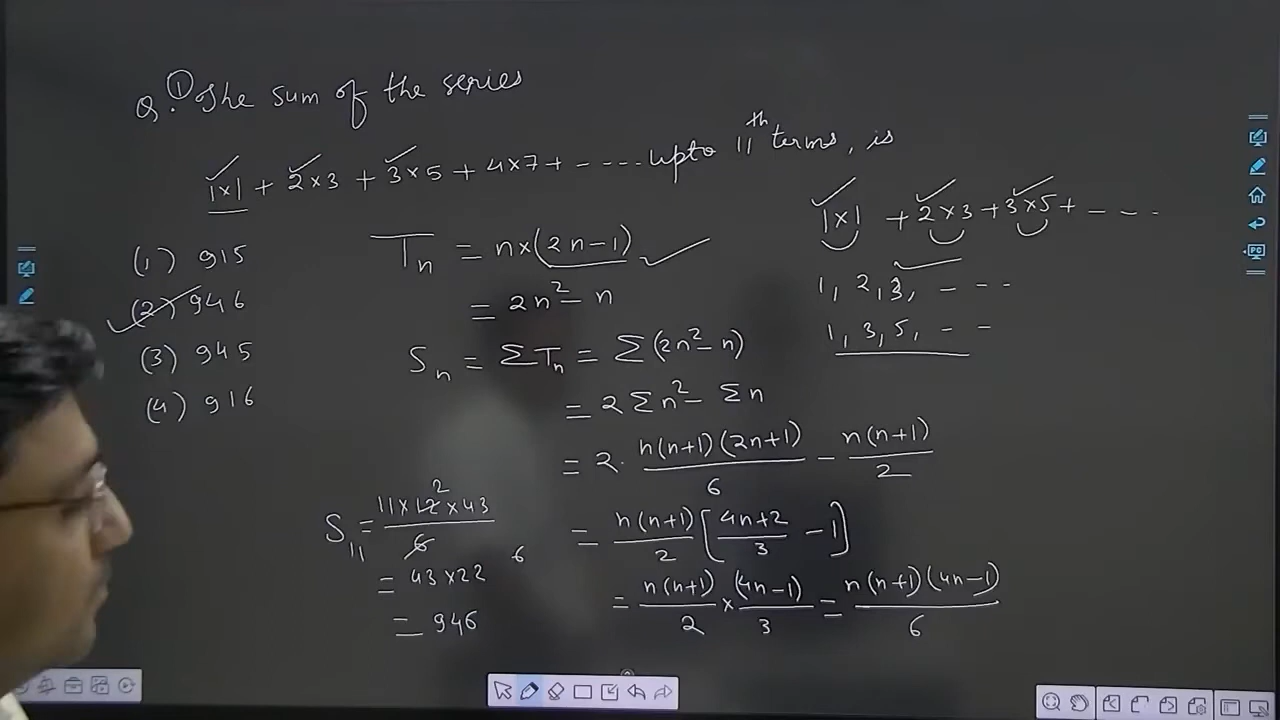 Q. ① The sum of the series
1×1 + 2×3 + 3×5 + 4×7 + - ---- upto 11th terms, is
(1) 915
(2) 946
(3) 945
(4) 916
Tn = n×(2n-1)
= 2n² - n
Sn = ΣTn = Σ(2n² - n)
= 2Σn² - Σn
= 2. n(n+1)(2n+1)/6 - n(n+1)/2
= n(n+1)/2 [4n+2/3 - 1]
= n(n+1)/2 × (4n-1)/3 = n(n+1)(4n-1)/6
S11 = 11×12×43/6
2
6
= 43×22
= 946
1×1 + 2×3 + 3×5 + - - - -
1, 2, 3, - - - -
1, 3, 5, - -
PC